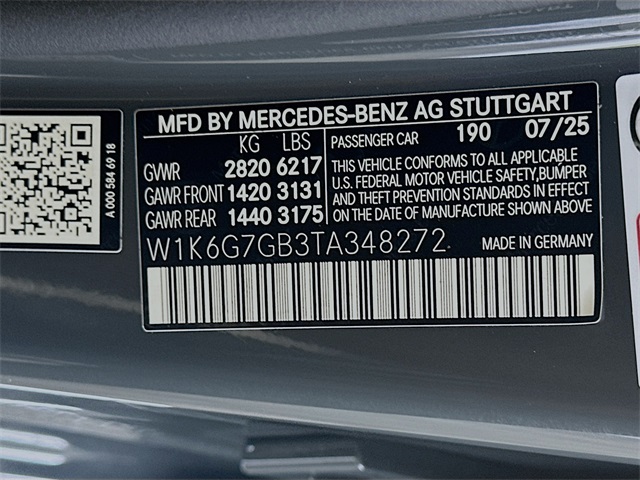 MFD BY MERCEDES-BENZ AG STUTTGART
KG LBS
GVWR 2820 6217
GAWR FRONT 1420 3131
GAWR REAR 1440 3175
PASSENGER CAR 190 07/25
THIS VEHICLE CONFORMS TO ALL APPLICABLE
U.S. FEDERAL MOTOR VEHICLE SAFETY,BUMPER
AND THEFT PREVENTION STANDARDS IN EFFECT
ON THE DATE OF MANUFACTURE SHOWN ABOVE.
W1K6G7GB3TA348272
MADE IN GERMANY
A 000 584 69 18